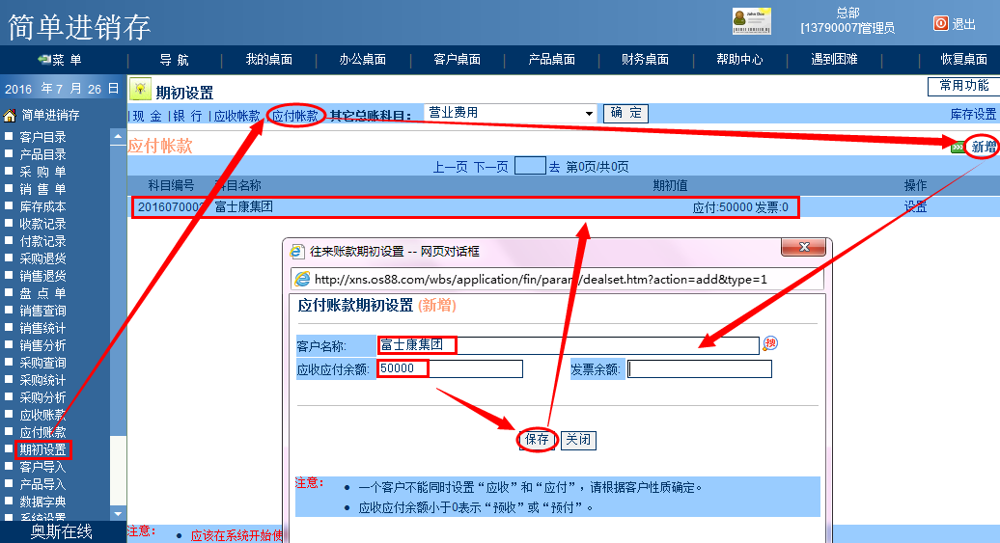 简单进销存
John Doe
总部
[13790007]管理员
退出
菜 单
导 航
我的桌面
办公桌面
客户桌面
产品桌面
财务桌面
帮助中心
遇到困难
恢复桌面
2016 年 7 月 26 日
期初设置
常用功能
简单进销存
|现 金 |银 行 |应收帐款 |应付帐款 |其它总账科目:
营业费用
确 定
库存设置
应付帐款
新增
上一页 下一页 去 第0页/共0页
科目编号
科目名称
期初值
操作
富士康集团
应付:50000 发票:0
设置
客户目录
产品目录
采 购 单
销 售 单
库存成本
收款记录
付款记录
采购退货
销售退货
盘 点 单
销售查询
销售统计
销售分析
采购查询
采购统计
采购分析
应收账款
应付账款
期初设置
客户导入
产品导入
数据字典
系统设置
奥斯在线
往来账款期初设置 -- 网页对话框
http://xns.os88.com/wbs/application/fin/param/dealset.htm?action=add&type=1
应付账款期初设置 (新增)
客户名称:
富士康集团
搜
应收应付余额:
50000
发票余额:
保存
关闭
注意:
● 一个客户不能同时设置“应收”和“应付”，请根据客户性质确定。
● 应收应付余额小于0表示“预收”或“预付”。
注意:
● 应该在系统开始使